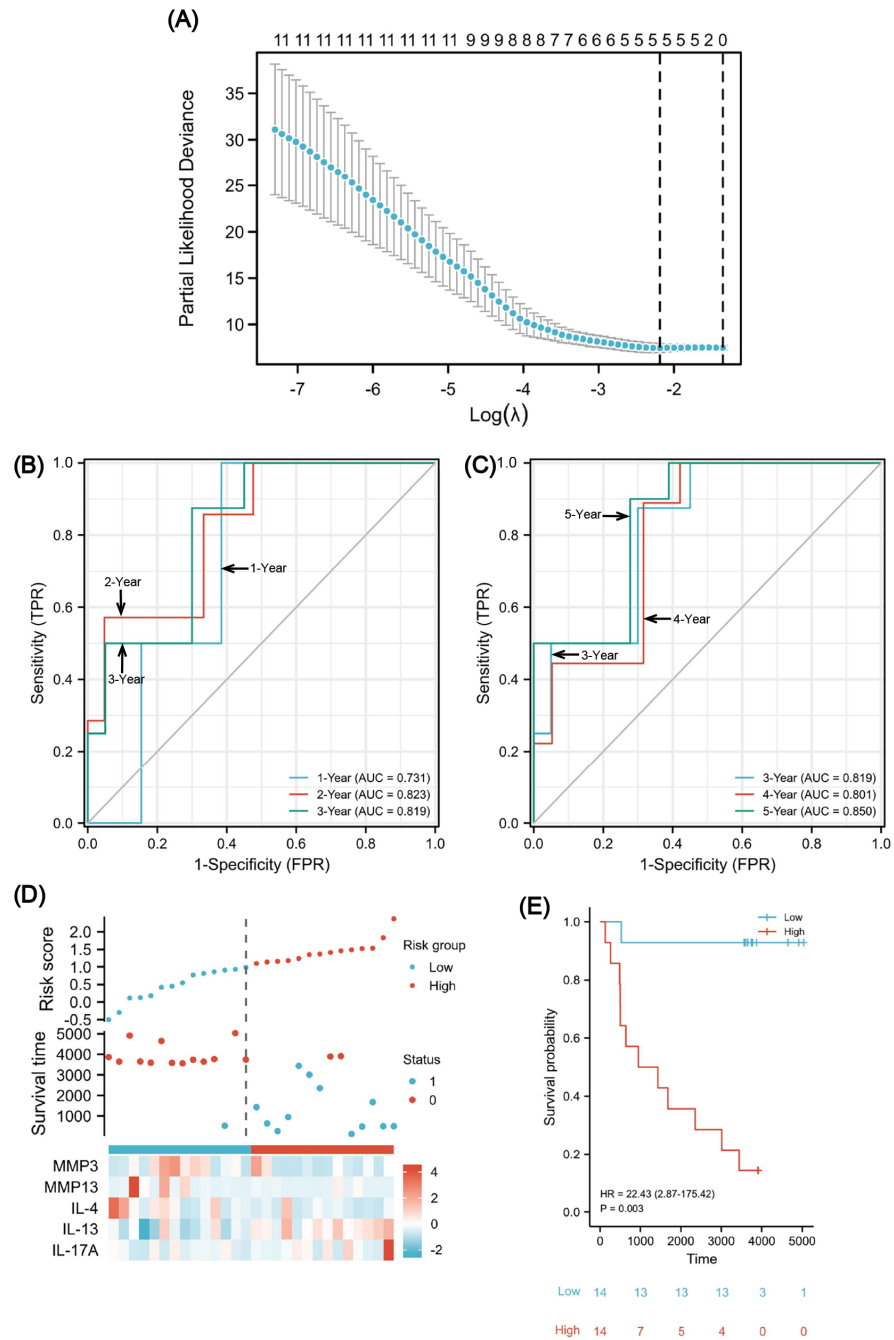 (A)
11 11 11 11 11 11 11 11 11 9 9 9 8 8 8 7 7 6 6 6 5 5 5 5 5 5 2 0
35
30
25
20
15
10
Partial Likelihood Deviance
-7 -6 -5 -4 -3 -2
Log(λ)
(B)
1.0
0.8
0.6
0.4
0.2
0.0
Sensitivity (TPR)
1-Year
2-Year
3-Year
1-Year (AUC = 0.731)
2-Year (AUC = 0.823)
3-Year (AUC = 0.819)
0.0 0.2 0.4 0.6 0.8 1.0
1-Specificity (FPR)
(C)
1.0
0.8
0.6
0.4
0.2
0.0
Sensitivity (TPR)
5-Year
4-Year
3-Year
3-Year (AUC = 0.819)
4-Year (AUC = 0.801)
5-Year (AUC = 0.850)
0.0 0.2 0.4 0.6 0.8 1.0
1-Specificity (FPR)
(D)
Risk score
2.0
1.5
1.0
0.5
0.0
-0.5
Risk group
Low
High
Survival time
5000
4000
3000
2000
1000
Status
1
0
MMP3
MMP13
IL-4
IL-13
IL-17A
4
2
0
-2
(E)
1.0
0.8
0.6
0.4
0.2
0.0
Survival probability
Low
High
HR = 22.43 (2.87-175.42)
P = 0.003
0 1000 2000 3000 4000 5000
Time
Low 14 13 13 13 3 1
High 14 7 5 4 0 0